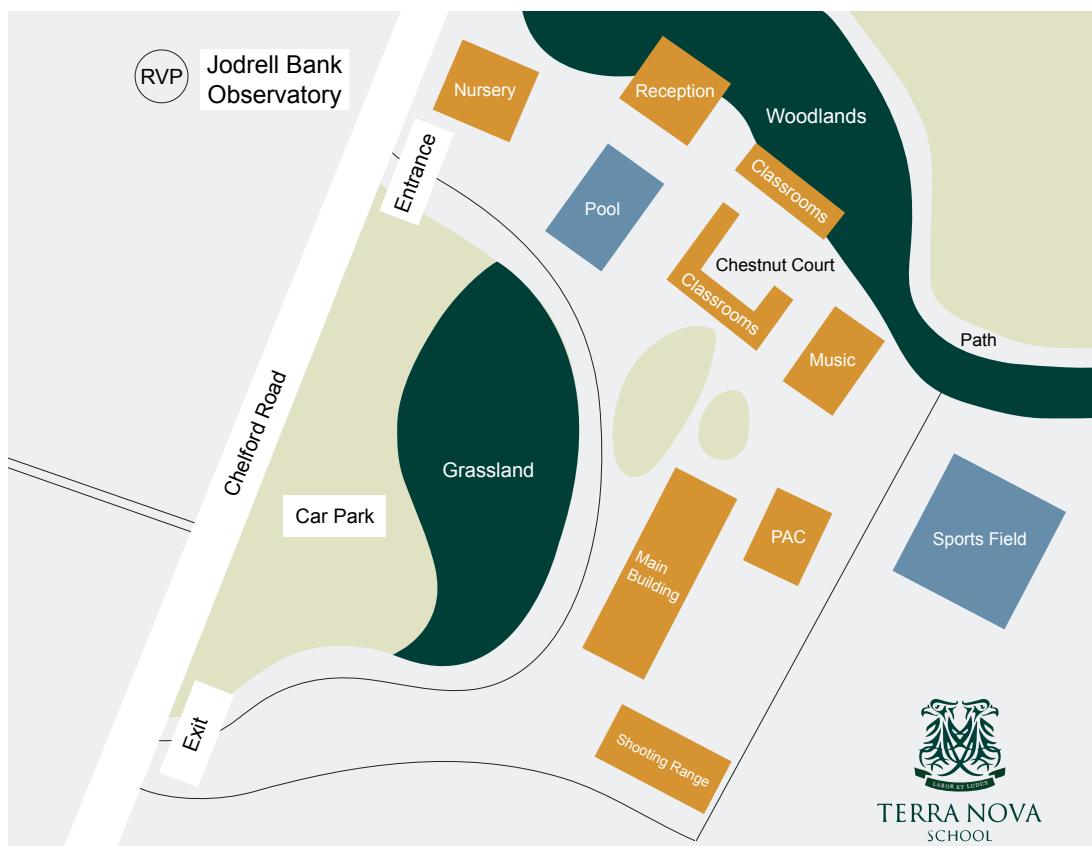 RVP
Jodrell Bank
Observatory
Nursery
Reception
Woodlands
Entrance
Classrooms
Pool
Chestnut Court
Classrooms
Path
Music
Chelford Road
Grassland
Car Park
PAC
Sports Field
Main
Building
Exit
Shooting Range
LABOR ET LUDUS
TERRA NOVA
SCHOOL